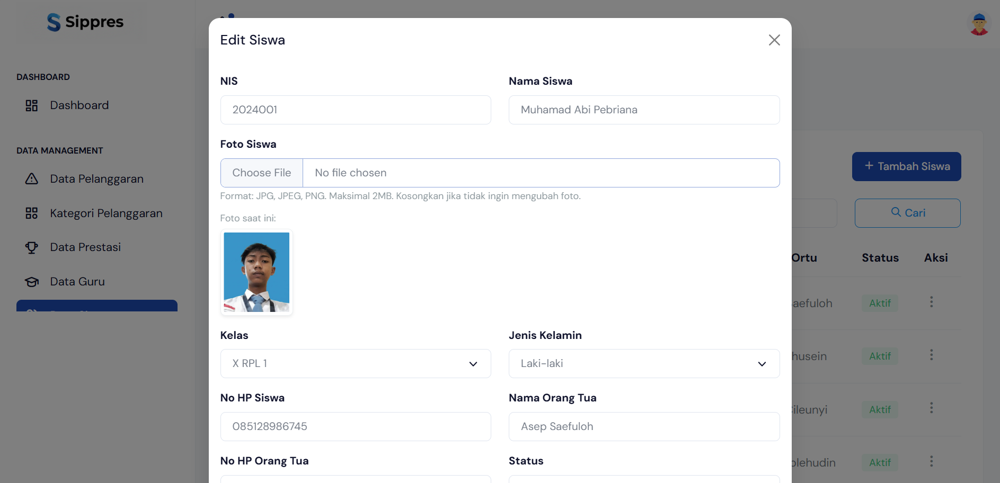 Sippres
DASHBOARD
Dashboard
DATA MANAGEMENT
Data Pelanggaran
Kategori Pelanggaran
Data Prestasi
Data Guru
Edit Siswa
NIS
Nama Siswa
2024001
Muhamad Abi Pebriana
Foto Siswa
Choose File
No file chosen
Format: JPG, JPEG, PNG. Maksimal 2MB. Kosongkan jika tidak ingin mengubah foto.
Foto saat ini:
Kelas
Jenis Kelamin
X RPL 1
Laki-laki
No HP Siswa
Nama Orang Tua
085128986745
Asep Saefuloh
No HP Orang Tua
Status
+ Tambah Siswa
Cari
Ortu
Status
Aksi
aefuloh
Aktif
husein
Aktif
ileunyi
Aktif
olehudin
Aktif